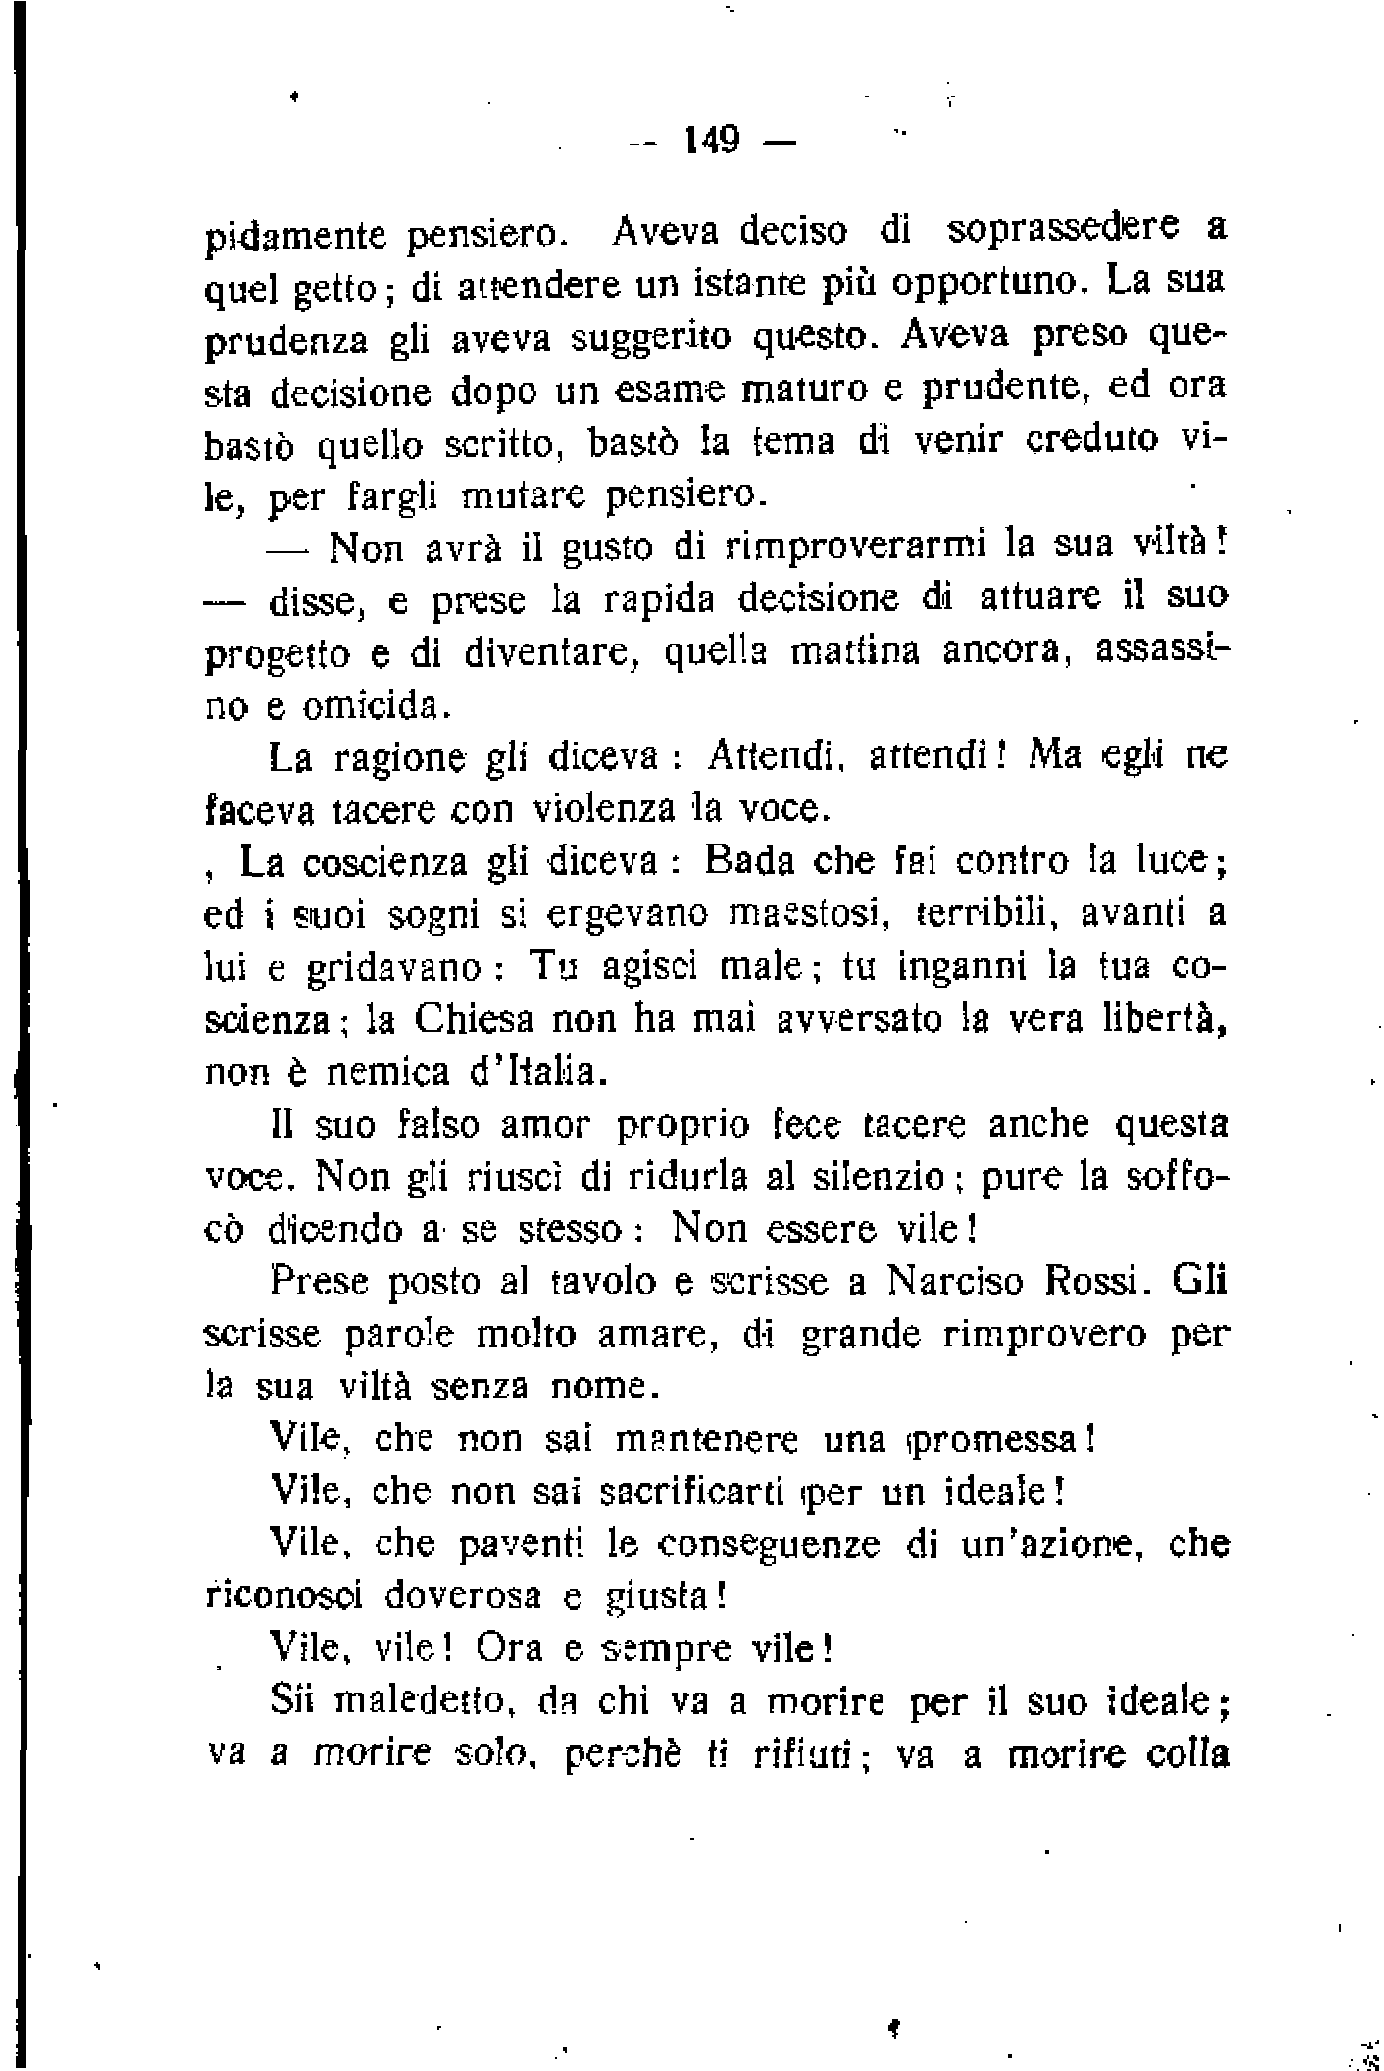 — 149 —
pidamente pensiero. Aveva deciso di soprassedere a
quel getto; di attendere un istante più opportuno. La sua
prudenza gli aveva suggerito questo. Aveva preso que-
sta decisione dopo un esame maturo e prudente, ed ora
bastò quello scritto, bastò la tema di venir creduto vi-
le, per fargli mutare pensiero.
— Non avrà il gusto di rimproverarmi la sua viltà!
— disse, e prese la rapida decisione di attuare il suo
progetto e di diventare, quella mattina ancora, assassi-
no e omicida.
La ragione gli diceva: Attendi, attendi! Ma egli ne
faceva tacere con violenza la voce.
La coscienza gli diceva: Bada che fai contro la luce;
ed i suoi sogni si ergevano maestosi, terribili, avanti a
lui e gridavano: Tu agisci male; tu inganni la tua co-
scienza; la Chiesa non ha mai avversato la vera libertà,
non è nemica d'Italia.
Il suo falso amor proprio fece tacere anche questa
voce. Non gli riuscì di ridurla al silenzio; pure la soffo-
cò dicendo a se stesso: Non essere vile!
Prese posto al tavolo e scrisse a Narciso Rossi. Gli
scrisse parole molto amare, di grande rimprovero per
la sua viltà senza nome.
Vile, che non sai mantenere una promessa!
Vile, che non sai sacrificarti per un ideale!
Vile, che paventi le conseguenze di un'azione, che
riconosci doverosa e giusta!
Vile, vile! Ora e sempre vile!
Sii maledetto, da chi va a morire per il suo ideale;
va a morire solo, perchè ti rifiuti; va a morire colla